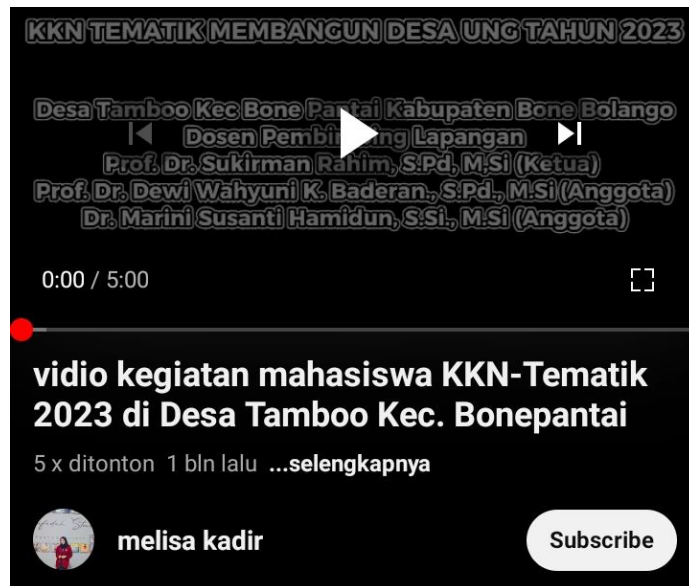 KKN TEMATIK MEMBANGUN DESA UNG TAHUN 2023
Desa Tamboo Kec Bone Pantai Kabupaten Bone Bolango
Dosen Pembimbing Lapangan
Prof. Dr. Sukirman Rahim, S.Pd, M,Si (Ketua)
Prof. Dr. Dewi Wahyuni K. Baderan., S.Pd., M.Si (Anggota)
Dr. Marini Susanti Hamidun, S.Si., M.Si (Anggota)
0:00 / 5:00
vidio kegiatan mahasiswa KKN-Tematik
2023 di Desa Tamboo Kec. Bonepantai
5 x ditonton 1 bln lalu ...selengkapnya
melisa kadir
Subscribe